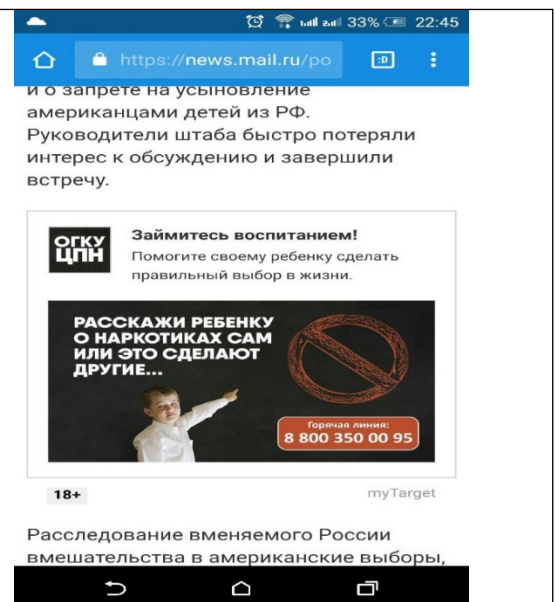 33% 22:45
https://news.mail.ru/po :D
и о запрете на усыновление
американцами детей из РФ.
Руководители штаба быстро потеряли
интерес к обсуждению и завершили
встречу.
ОГКУ
ЦПН
Займитесь воспитанием!
Помогите своему ребенку сделать
правильный выбор в жизни.
РАССКАЖИ РЕБЕНКУ
О НАРКОТИКАХ САМ
ИЛИ ЭТО СДЕЛАЮТ
ДРУГИЕ...
Горячая линия:
8 800 350 00 95
18+ myTarget
Расследование вменяемого России
вмешательства в американские выборы,